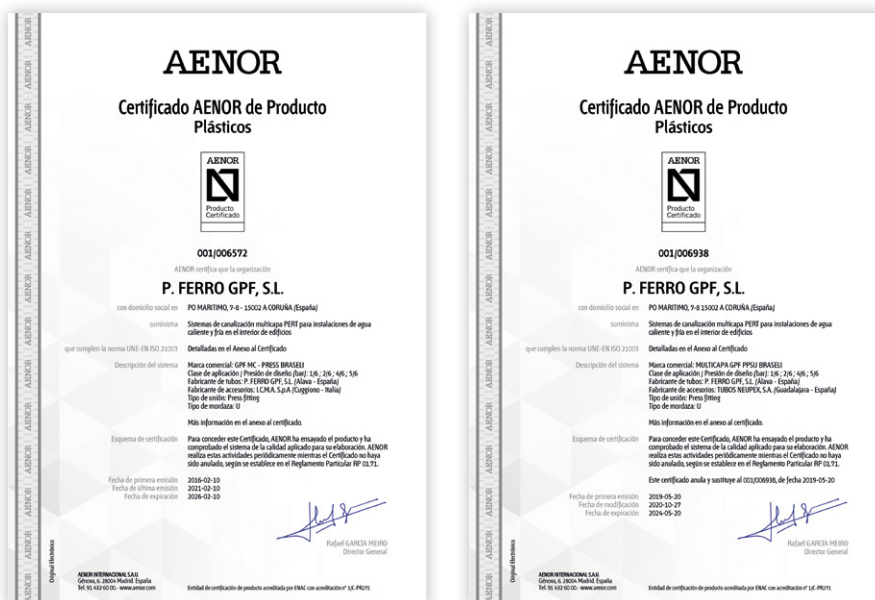 AENOR
Certificado AENOR de Producto
Plásticos
AENOR
Producto
Certificado
001/006572
AENOR certifica que la organización
P. FERRO GPF, S.L.
con domicilio social en PO MARITIMO, 7-8 - 15002 A CORUÑA (España)
suministra Sistemas de canalización multicapa PERT para instalaciones de agua
caliente y fría en el interior de edificios
que cumplen la norma UNE-EN ISO 21003 Detalladas en el Anexo al Certificado
Descripción del sistema Marca comercial: GPF MC - PRESS BRASELI
Clase de aplicación / Presión de diseño (bar): 1/6 ; 2/6 ; 4/6 ; 5/6
Fabricante de tubos: P. FERRO GPF, S.L. (Alava - España)
Fabricante de accesorios: I.C.M.A. S.p.A (Cuggiono - Italia)
Tipo de unión: Press fitting
Tipo de mordaza: U
Más información en el anexo al certificado.
Esquema de certificación Para conceder este Certificado, AENOR ha ensayado el producto y ha
comprobado el sistema de la calidad aplicado para su elaboración. AENOR
realiza estas actividades periódicamente mientras el Certificado no haya
sido anulado, según se establece en el Reglamento Particular RP 01.71.
Fecha de primera emisión 2016-02-10
Fecha de última emisión 2021-02-10
Fecha de expiración 2026-02-10
Rafael GARCÍA MEIRO
Director General
Original Electrónico
AENOR INTERNACIONAL S.A.U.
Génova, 6. 28004 Madrid. España
Tel. 91 432 60 00.- www.aenor.com
Entidad de certificación de producto acreditada por ENAC con acreditación nº 1/C-PR271
AENOR
Certificado AENOR de Producto
Plásticos
AENOR
Producto
Certificado
001/006938
AENOR certifica que la organización
P. FERRO GPF, S.L.
con domicilio social en PO MARITIMO, 7-8 15002 A CORUÑA (España)
suministra Sistemas de canalización multicapa PERT para instalaciones de agua
caliente y fría en el interior de edificios
que cumplen la norma UNE-EN ISO 21003 Detalladas en el Anexo al Certificado
Descripción del sistema Marca comercial: MULTICAPA GPF PPSU BRASELI
Clase de aplicación / Presión de diseño (bar): 1/6 ; 2/6 ; 4/6 ; 5/6
Fabricante de tubos: P. FERRO GPF, S.L. (Alava - España)
Fabricante de accesorios: TUBOS NEUPEX, S.A. (Guadalajara - España)
Tipo de unión: Press fitting
Tipo de mordaza: U
Más información en el anexo al certificado.
Esquema de certificación Para conceder este Certificado, AENOR ha ensayado el producto y ha
comprobado el sistema de la calidad aplicado para su elaboración. AENOR
realiza estas actividades periódicamente mientras el Certificado no haya
sido anulado, según se establece en el Reglamento Particular RP 01.71.
Este certificado anula y sustituye al 001/006938, de fecha 2019-05-20
Fecha de primera emisión 2019-05-20
Fecha de modificación 2020-10-27
Fecha de expiración 2024-05-20
Rafael GARCÍA MEIRO
Director General
Original Electrónico
AENOR INTERNACIONAL S.A.U.
Génova, 6. 28004 Madrid. España
Tel. 91 432 60 00.- www.aenor.com
Entidad de certificación de producto acreditada por ENAC con acreditación nº 1/C-PR271